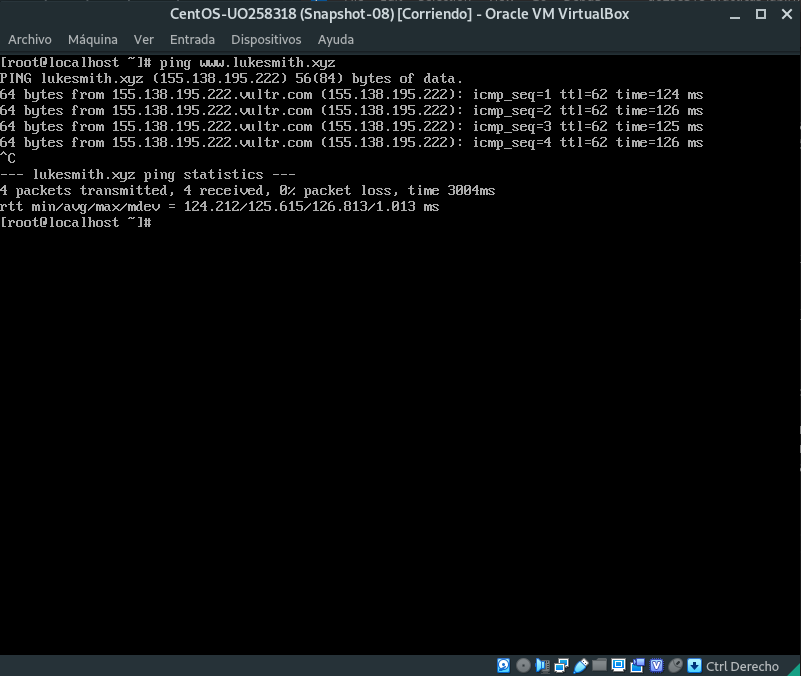 CentOS-UO258318 (Snapshot-08) [Corriendo] - Oracle VM VirtualBox
Archivo Máquina Ver Entrada Dispositivos Ayuda
[root@localhost ~]# ping www.lukesmith.xyz
PING lukesmith.xyz (155.138.195.222) 56(84) bytes of data.
64 bytes from 155.138.195.222.vultr.com (155.138.195.222): icmp_seq=1 ttl=62 time=124 ms
64 bytes from 155.138.195.222.vultr.com (155.138.195.222): icmp_seq=2 ttl=62 time=126 ms
64 bytes from 155.138.195.222.vultr.com (155.138.195.222): icmp_seq=3 ttl=62 time=125 ms
64 bytes from 155.138.195.222.vultr.com (155.138.195.222): icmp_seq=4 ttl=62 time=126 ms
^C
--- lukesmith.xyz ping statistics ---
4 packets transmitted, 4 received, 0% packet loss, time 3004ms
rtt min/avg/max/mdev = 124.212/125.615/126.813/1.013 ms
[root@localhost ~]#
Ctrl Derecho